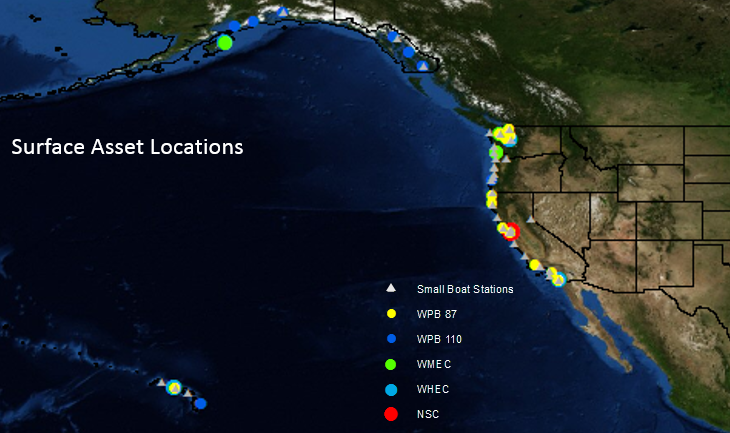 Surface Asset Locations
Small Boat Stations
WPB 87
WPB 110
WMEC
WHEC
NSC